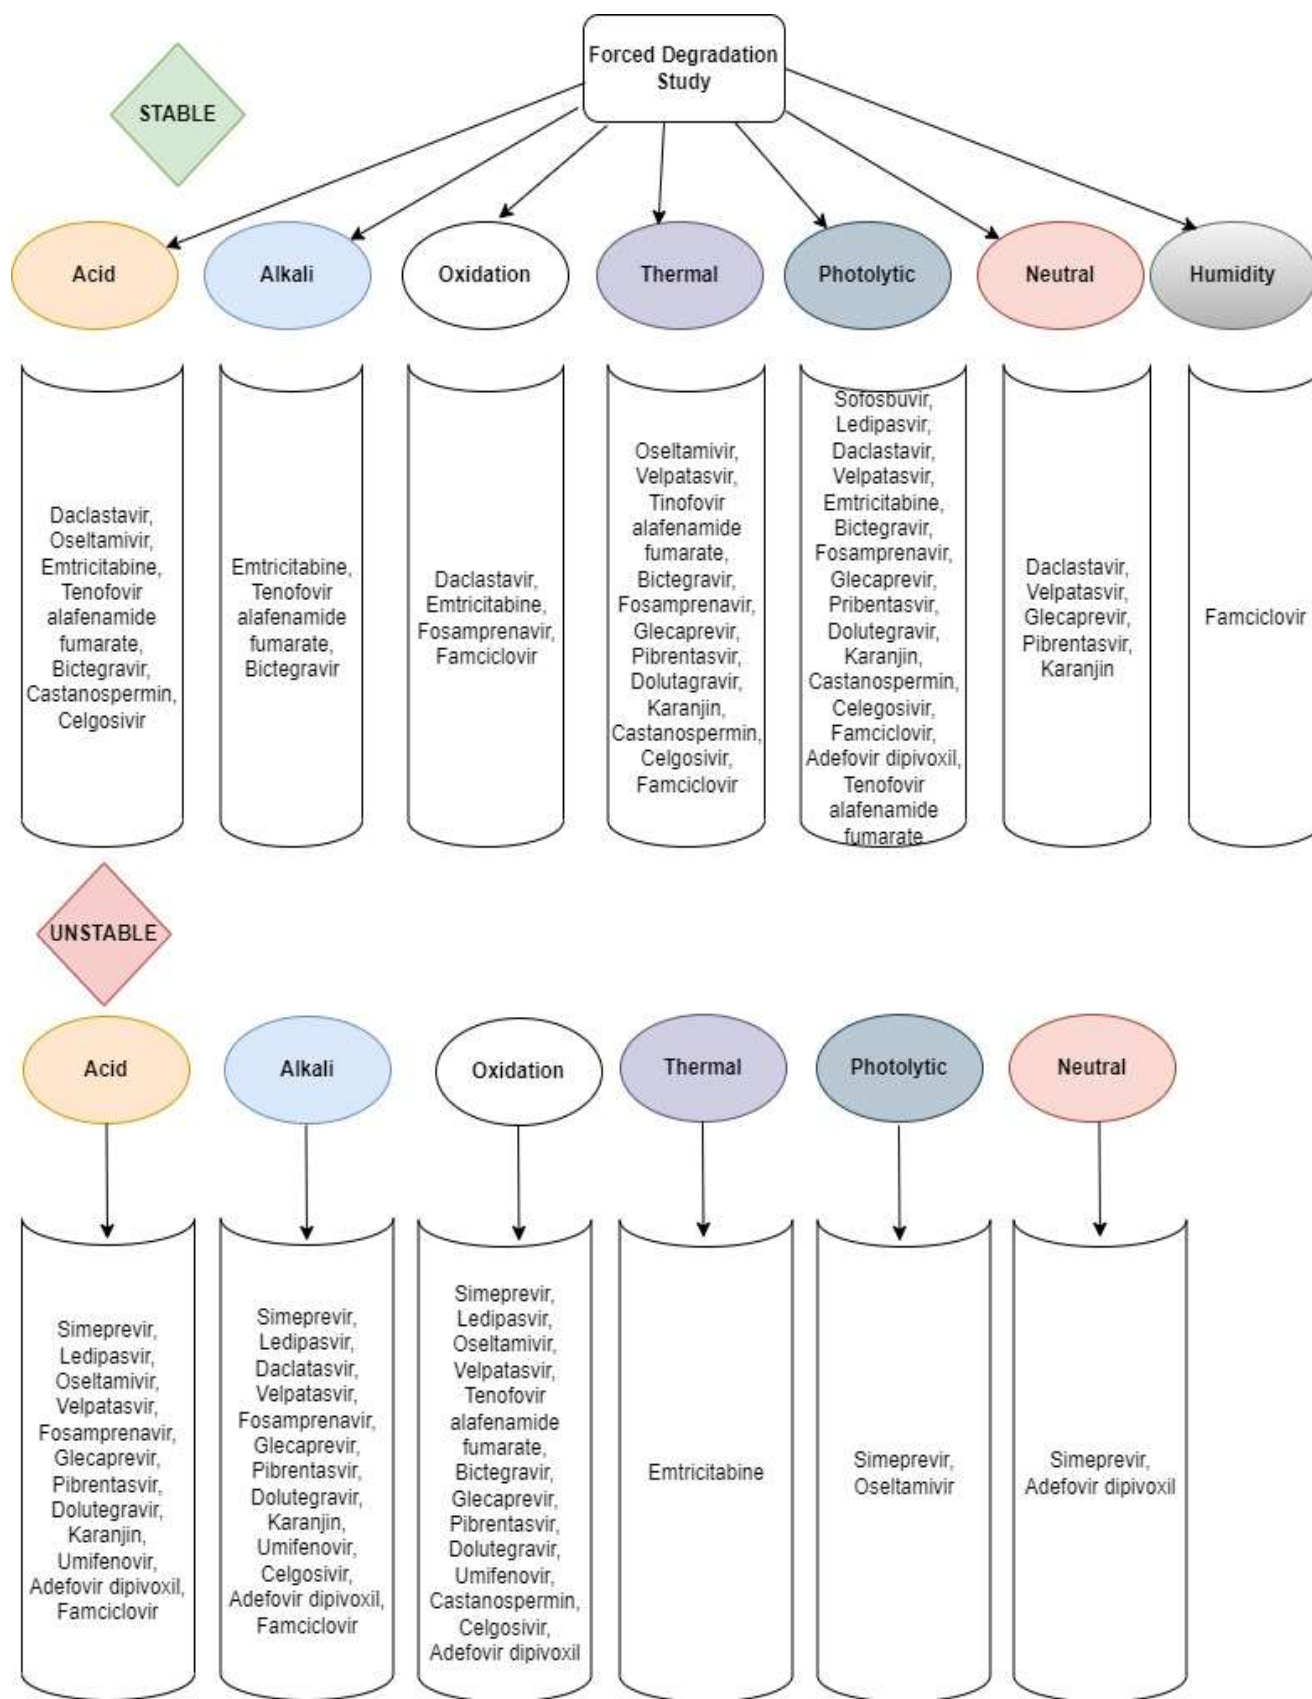 Forced Degradation
Study
STABLE
Acid
Alkali
Oxidation
Thermal
Photolytic
Neutral
Humidity
Daclastavir,
Oseltamivir,
Emtricitabine,
Tenofovir
alafenamide
fumarate,
Bictegravir,
Castanospermin,
Celgosivir
Emtricitabine,
Tenofovir
alafenamide
fumarate,
Bictegravir
Daclastavir,
Emtricitabine,
Fosamprenavir,
Famciclovir
Oseltamivir,
Velpatasvir,
Tinofovir
alafenamide
fumarate,
Bictegravir,
Fosamprenavir,
Glecaprevir,
Pibrentasvir,
Dolutagravir,
Karanjin,
Castanospermin,
Celgosivir,
Famciclovir
Sofosbuvir,
Ledipasvir,
Daclastavir,
Velpatasvir,
Emtricitabine,
Bictegravir,
Fosamprenavir,
Glecaprevir,
Pribentasvir,
Dolutegravir,
Karanjin,
Castanospermin,
Celegosivir,
Famciclovir,
Adefovir dipivoxil,
Tenofovir
alafenamide
fumarate
Daclastavir,
Velpatasvir,
Glecaprevir,
Pibrentasvir,
Karanjin
Famciclovir
UNSTABLE
Acid
Alkali
Oxidation
Thermal
Photolytic
Neutral
Simeprevir,
Ledipasvir,
Oseltamivir,
Velpatasvir,
Fosamprenavir,
Glecaprevir,
Pibrentasvir,
Dolutegravir,
Karanjin,
Umifenovir,
Adefovir dipivoxil,
Famciclovir
Simeprevir,
Ledipasvir,
Daclatasvir,
Velpatasvir,
Fosamprenavir,
Glecaprevir,
Pibrentasvir,
Dolutegravir,
Karanjin,
Umifenovir,
Celgosivir,
Adefovir dipivoxil,
Famciclovir
Simeprevir,
Ledipasvir,
Oseltamivir,
Velpatasvir,
Tenofovir
alafenamide
fumarate,
Bictegravir,
Glecaprevir,
Pibrentasvir,
Dolutegravir,
Umifenovir,
Castanospermin,
Celgosivir,
Adefovir dipivoxil
Emtricitabine
Simeprevir,
Oseltamivir
Simeprevir,
Adefovir dipivoxil